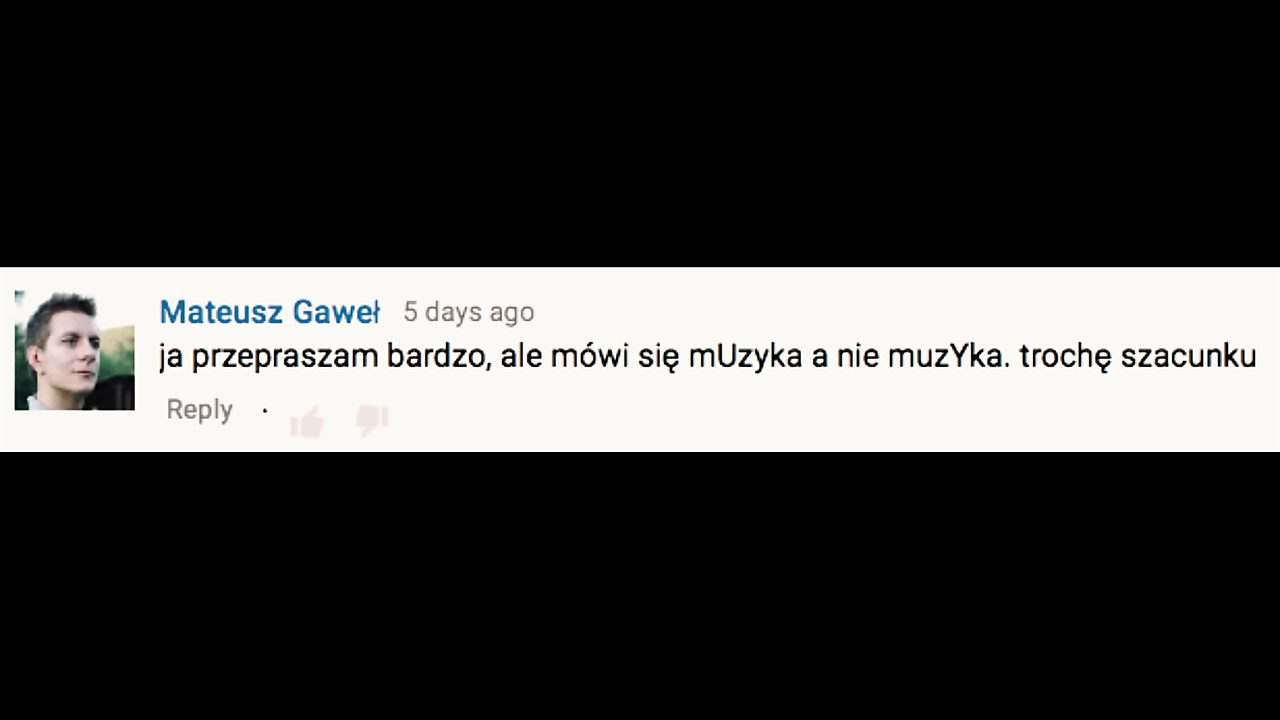 Mateusz Gaweł 5 days ago
ja przepraszam bardzo, ale mówi się mUzyka a nie muzYka. trochę szacunku
Reply ·